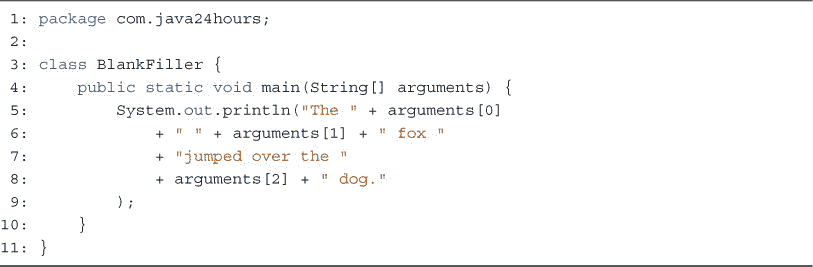 1: package com.java24hours;
2:
3: class BlankFiller {
4:     public static void main(String[] arguments) {
5:         System.out.println("The " + arguments[0]
6:             + " " + arguments[1] + " fox "
7:             + "jumped over the "
8:             + arguments[2] + " dog."
9:         );
10:     }
11: }